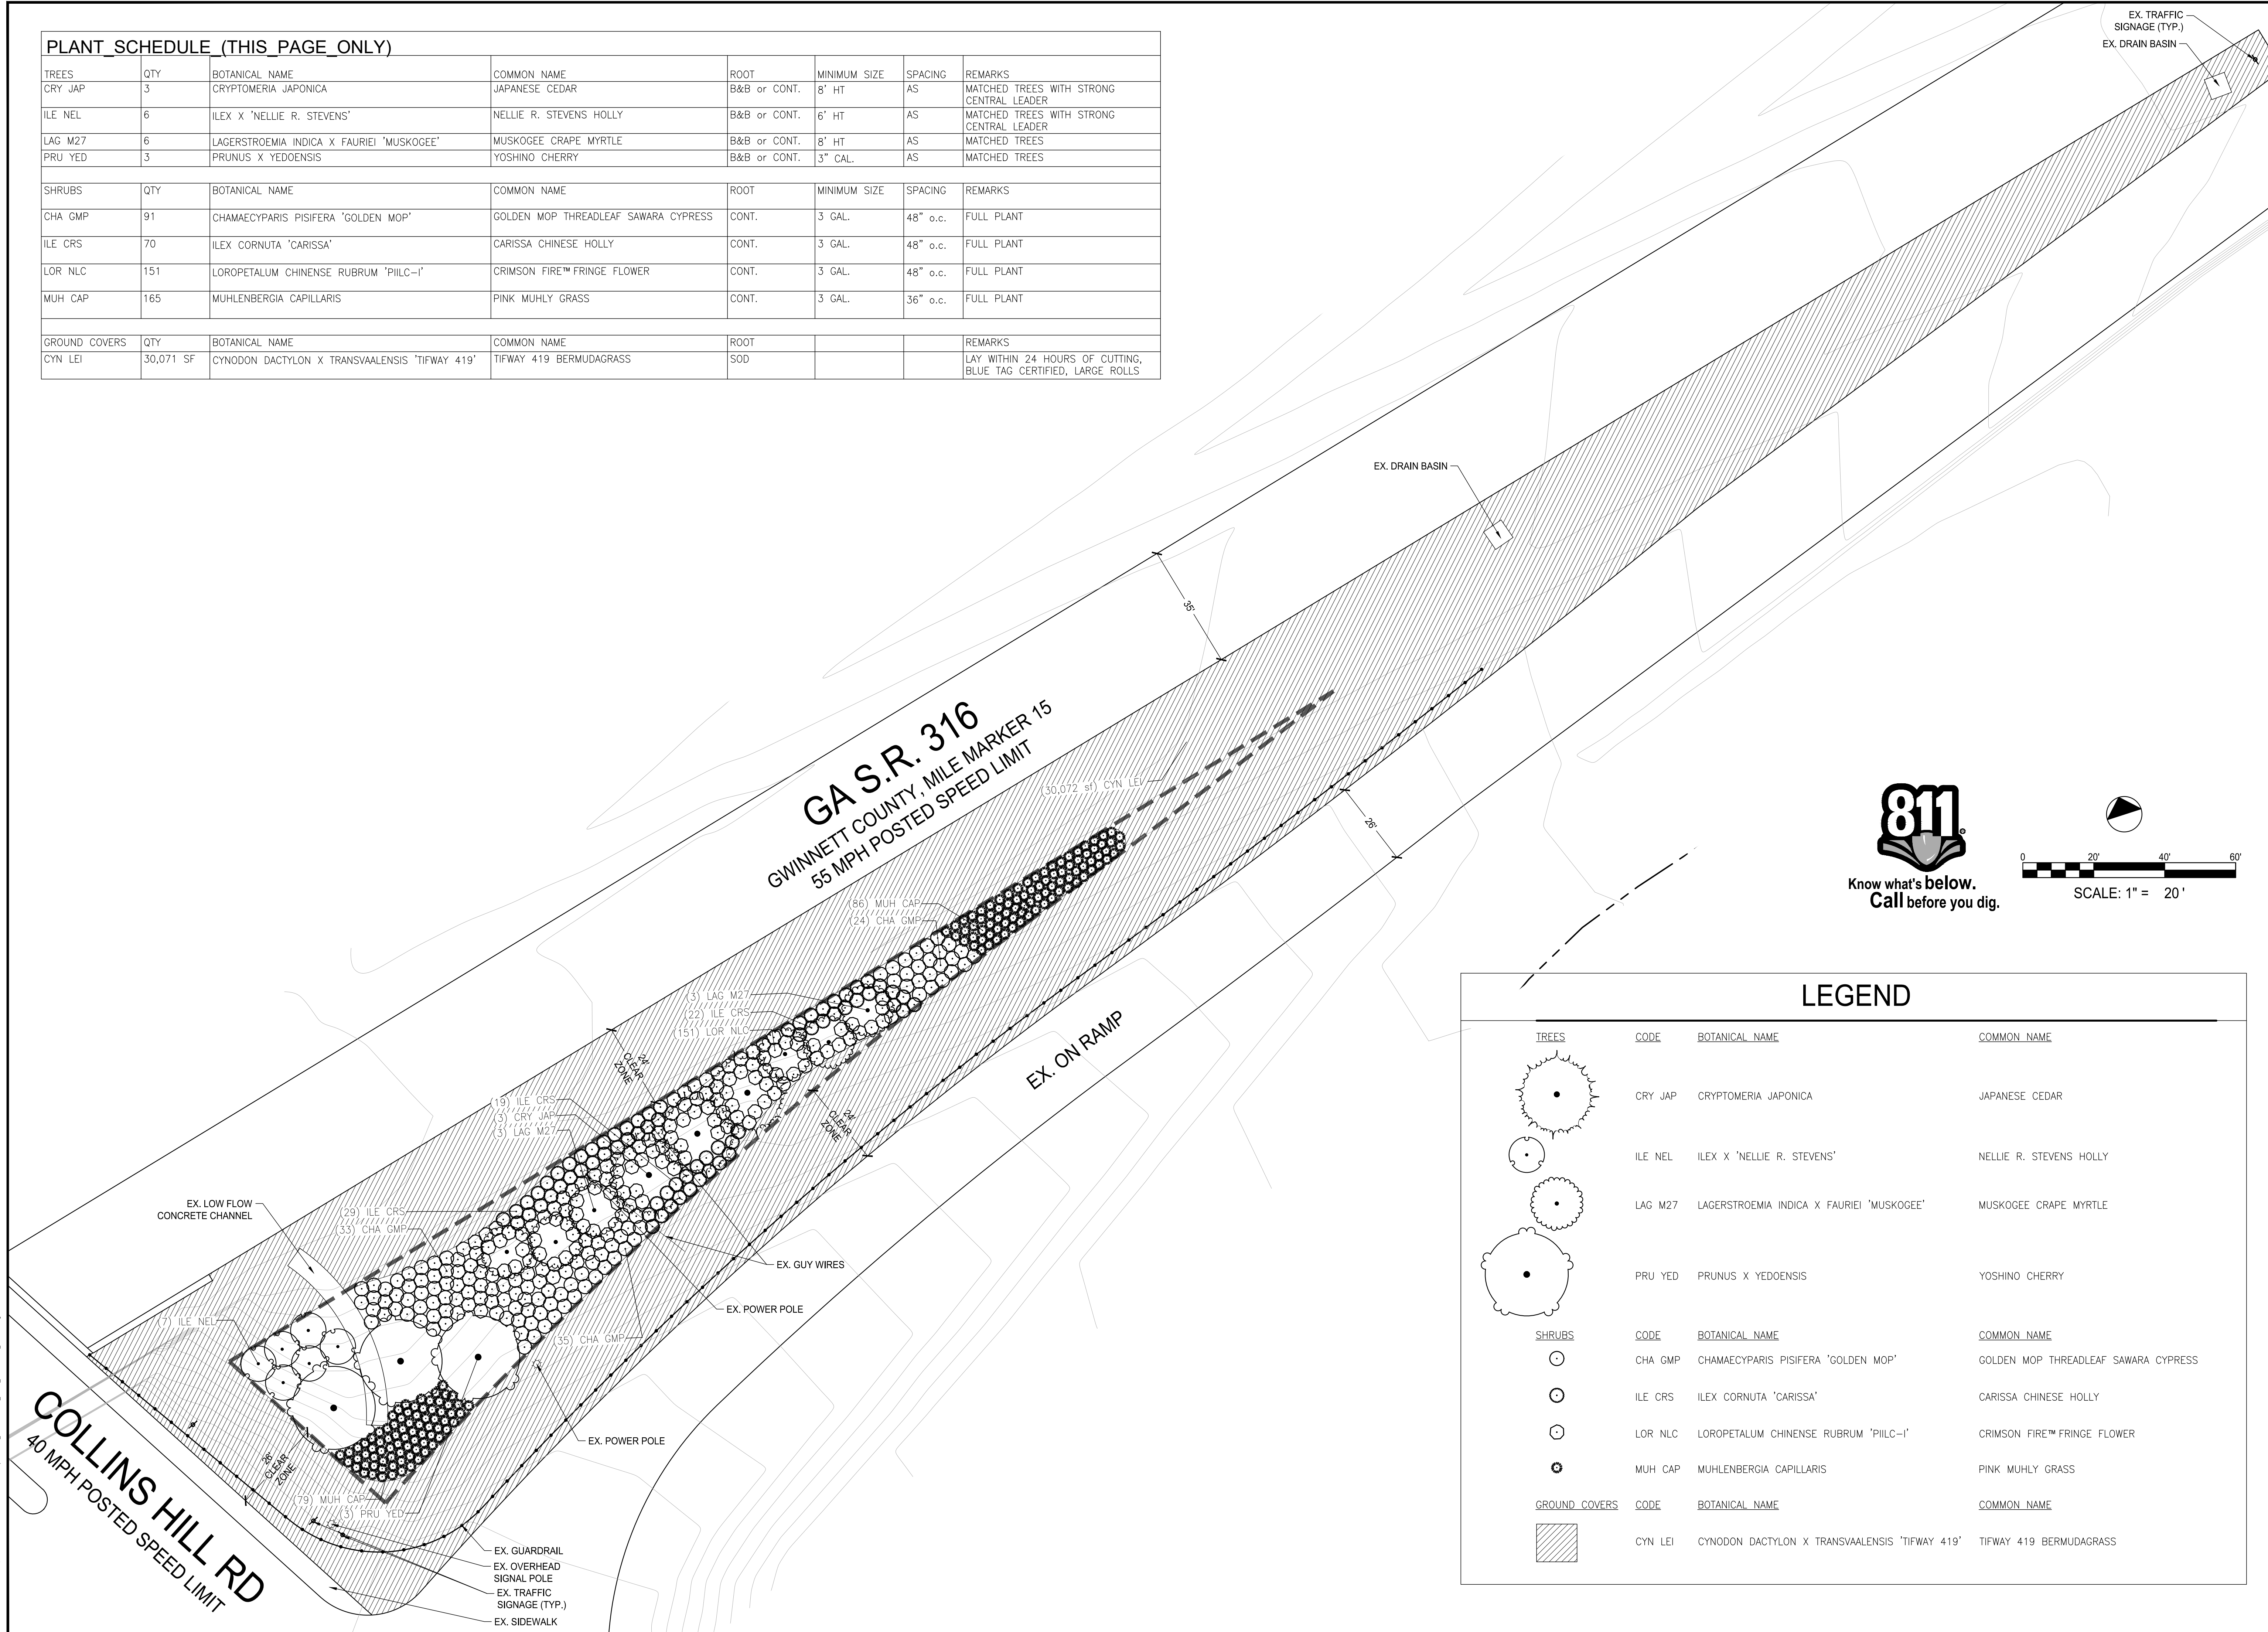 PLANT_SCHEDULE_(THIS_PAGE_ONLY)
TREES QTY BOTANICAL NAME COMMON NAME ROOT MINIMUM SIZE SPACING REMARKS
CRY JAP 3 CRYPTOMERIA JAPONICA JAPANESE CEDAR B&B or CONT. 8' HT AS MATCHED TREES WITH STRONG
CENTRAL LEADER
ILE NEL 6 ILEX X 'NELLIE R. STEVENS' NELLIE R. STEVENS HOLLY B&B or CONT. 6' HT AS MATCHED TREES WITH STRONG
CENTRAL LEADER
LAG M27 6 LAGERSTROEMIA INDICA X FAURIEI 'MUSKOGEE' MUSKOGEE CRAPE MYRTLE B&B or CONT. 8' HT AS MATCHED TREES
PRU YED 3 PRUNUS X YEDOENSIS YOSHINO CHERRY B&B or CONT. 3" CAL. AS MATCHED TREES
SHRUBS QTY BOTANICAL NAME COMMON NAME ROOT MINIMUM SIZE SPACING REMARKS
CHA GMP 91 CHAMAECYPARIS PISIFERA 'GOLDEN MOP' GOLDEN MOP THREADLEAF SAWARA CYPRESS CONT. 3 GAL. 48" o.c. FULL PLANT
ILE CRS 70 ILEX CORNUTA 'CARISSA' CARISSA CHINESE HOLLY CONT. 3 GAL. 48" o.c. FULL PLANT
LOR NLC 151 LOROPETALUM CHINENSE RUBRUM 'PIILC-I' CRIMSON FIRE™ FRINGE FLOWER CONT. 3 GAL. 48" o.c. FULL PLANT
MUH CAP 165 MUHLENBERGIA CAPILLARIS PINK MUHLY GRASS CONT. 3 GAL. 36" o.c. FULL PLANT
GROUND COVERS QTY BOTANICAL NAME COMMON NAME ROOT REMARKS
CYN LEI 30,071 SF CYNODON DACTYLON X TRANSVAALENSIS 'TIFWAY 419' TIFWAY 419 BERMUDAGRASS SOD LAY WITHIN 24 HOURS OF CUTTING,
BLUE TAG CERTIFIED, LARGE ROLLS
EX. TRAFFIC
SIGNAGE (TYP.)
EX. DRAIN BASIN
EX. DRAIN BASIN
35'
GA S.R. 316
GWINNETT COUNTY, MILE MARKER 15
55 MPH POSTED SPEED LIMIT
(30,072 sf) CYN LEI
26'
(86) MUH CAP
(24) CHA GMP
(3) LAG M27
(22) ILE CRS
(151) LOR NLC
24'
CLEAR
ZONE
24'
CLEAR
ZONE
EX. ON RAMP
(19) ILE CRS
(3) CRY JAP
(3) LAG M27
EX. LOW FLOW
CONCRETE CHANNEL
(29) ILE CRS
(33) CHA GMP
EX. GUY WIRES
EX. POWER POLE
(7) ILE NEL
(35) CHA GMP
EX. POWER POLE
26'
CLEAR
ZONE
(79) MUH CAP
(3) PRU YED
COLLINS HILL RD
40 MPH POSTED SPEED LIMIT
EX. GUARDRAIL
EX. OVERHEAD
SIGNAL POLE
EX. TRAFFIC
SIGNAGE (TYP.)
EX. SIDEWALK
811
®
Know what's below.
Call before you dig.
0 20' 40' 60'
SCALE: 1" = 20 '
LEGEND
TREES CODE BOTANICAL NAME COMMON NAME
CRY JAP CRYPTOMERIA JAPONICA JAPANESE CEDAR
ILE NEL ILEX X 'NELLIE R. STEVENS' NELLIE R. STEVENS HOLLY
LAG M27 LAGERSTROEMIA INDICA X FAURIEI 'MUSKOGEE' MUSKOGEE CRAPE MYRTLE
PRU YED PRUNUS X YEDOENSIS YOSHINO CHERRY
SHRUBS CODE BOTANICAL NAME COMMON NAME
CHA GMP CHAMAECYPARIS PISIFERA 'GOLDEN MOP' GOLDEN MOP THREADLEAF SAWARA CYPRESS
ILE CRS ILEX CORNUTA 'CARISSA' CARISSA CHINESE HOLLY
LOR NLC LOROPETALUM CHINENSE RUBRUM 'PIILC-I' CRIMSON FIRE™ FRINGE FLOWER
MUH CAP MUHLENBERGIA CAPILLARIS PINK MUHLY GRASS
GROUND COVERS CODE BOTANICAL NAME COMMON NAME
CYN LEI CYNODON DACTYLON X TRANSVAALENSIS 'TIFWAY 419' TIFWAY 419 BERMUDAGRASS